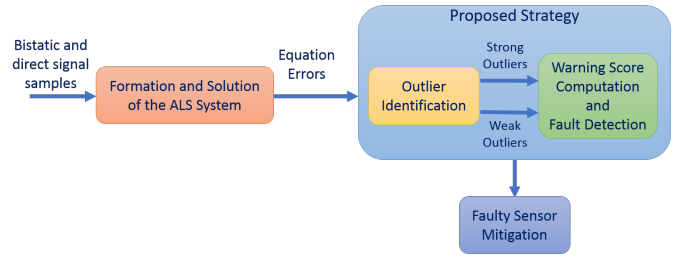 Bistatic and
direct signal
samples
Formation and Solution
of the ALS System
Equation
Errors
Proposed Strategy
Outlier
Identification
Strong
Outliers
Weak
Outliers
Warning Score
Computation
and
Fault Detection
Faulty Sensor
Mitigation